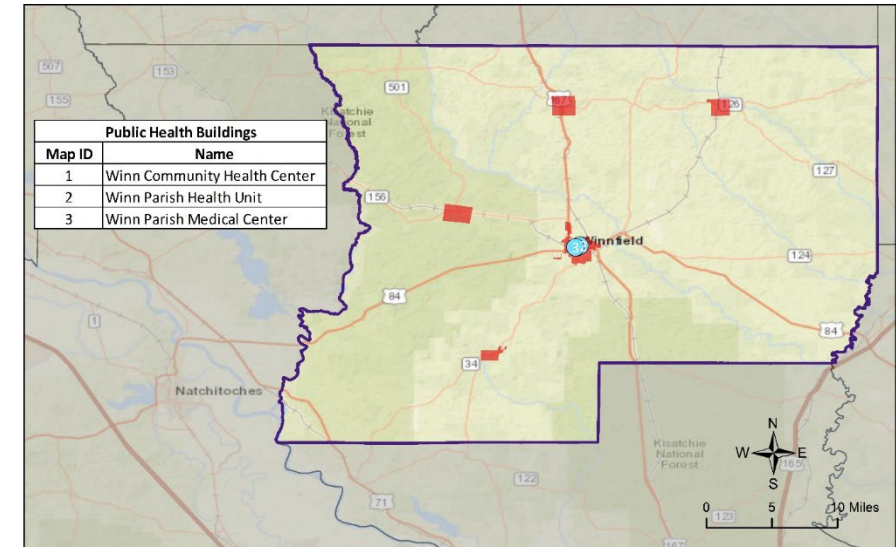 507
153
155
501
167
126
Kisatchie
National
Forest
Public Health Buildings
Map ID Name
1 Winn Community Health Center
2 Winn Parish Health Unit
3 Winn Parish Medical Center
127
156
3
Winnfield
124
84
1
84
34
Natchitoches
N
W E
S
Kisatchie
National
Forest
165
122
71
0 5 10 Miles
123
167